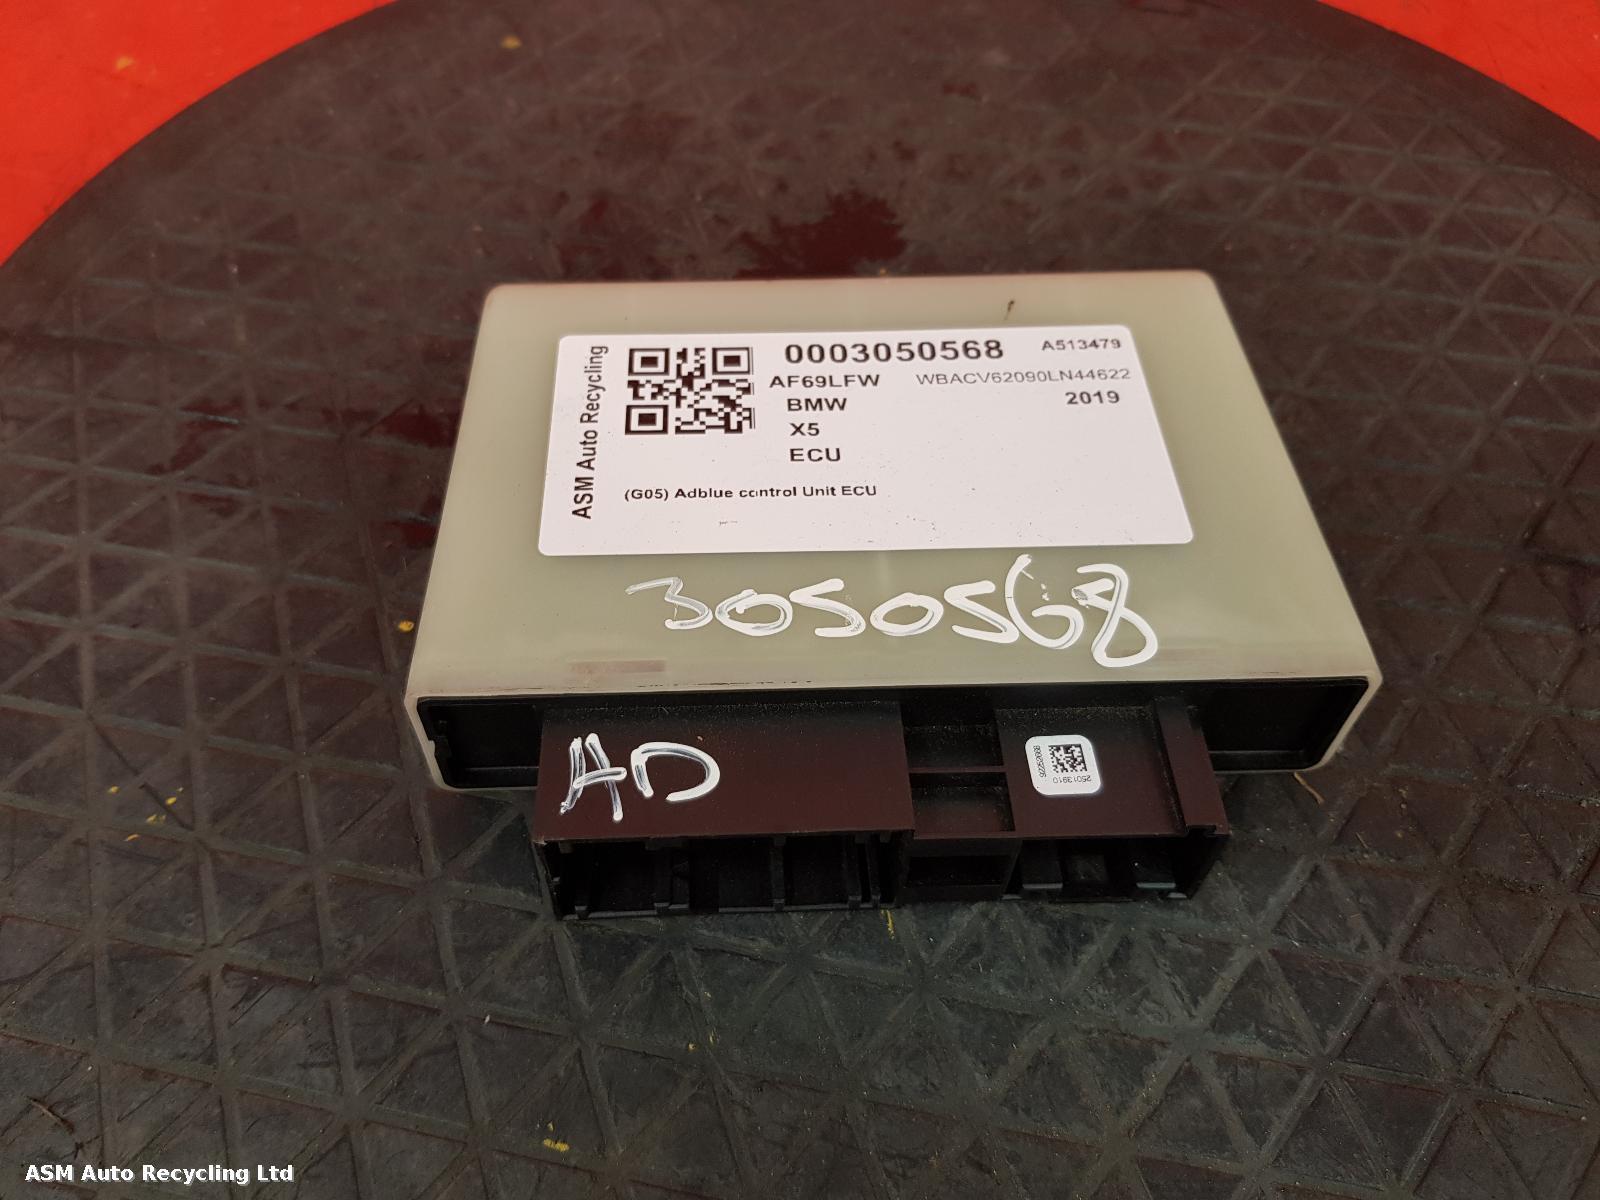 ASM Auto Recycling
0003050568
A513479
AF69LFW
WBACV62090LN44622
BMW
2019
X5
ECU
(G05) Adblue control Unit ECU
3050568
AD
25013910
ASM Auto Recycling Ltd